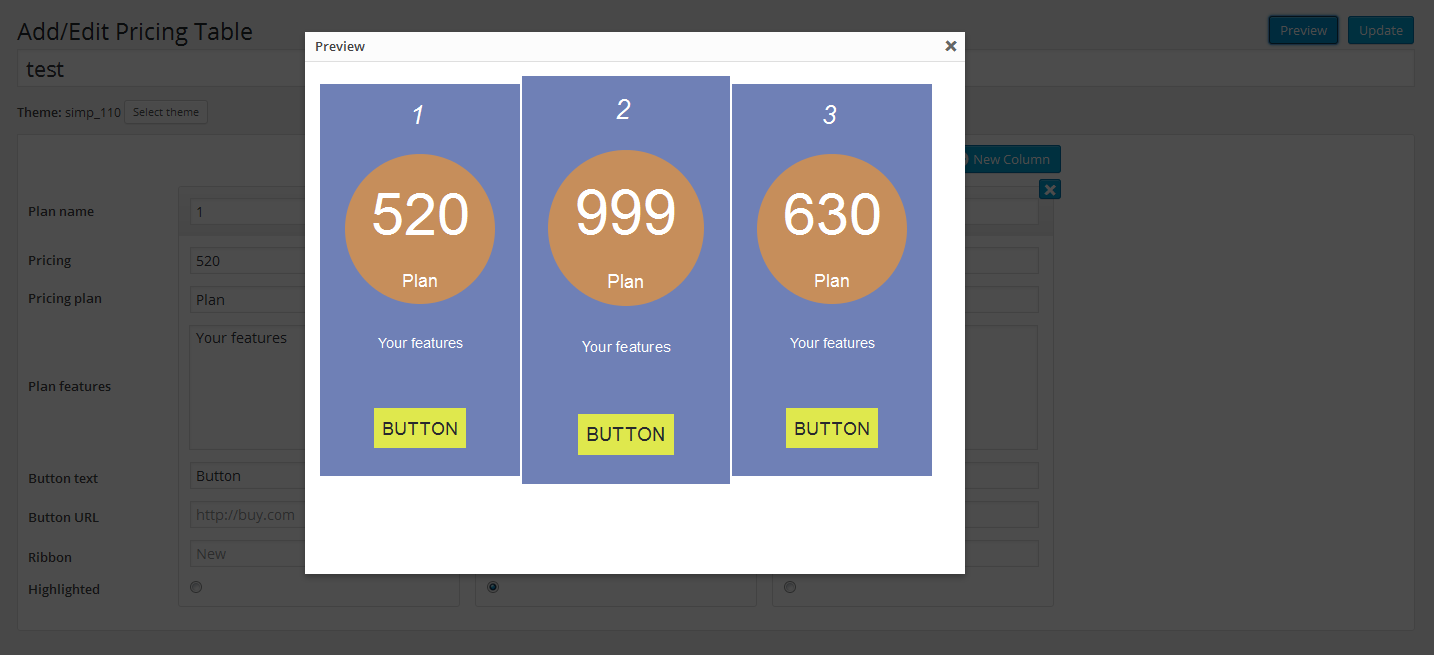 Add/Edit Pricing Table
Preview
Update
test
Theme: simp_110
Select theme
New Column
Plan name
1
Pricing
520
Pricing plan
Plan
Plan features
Your features
Button text
Button
Button URL
http://buy.com
Ribbon
New
Highlighted
Preview
1
520
Plan
Your features
BUTTON
2
999
Plan
Your features
BUTTON
3
630
Plan
Your features
BUTTON